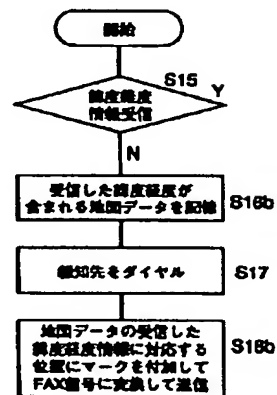 開始
S15
緯度経度
情報受信
Y
N
受信した緯度経度が
含まれる地図データを記憶
S16b
報知先をダイヤル
S17
地図データの受信した
緯度経度情報に対応する
位置にマークを付加して
FAX信号に変換して送信
S18b